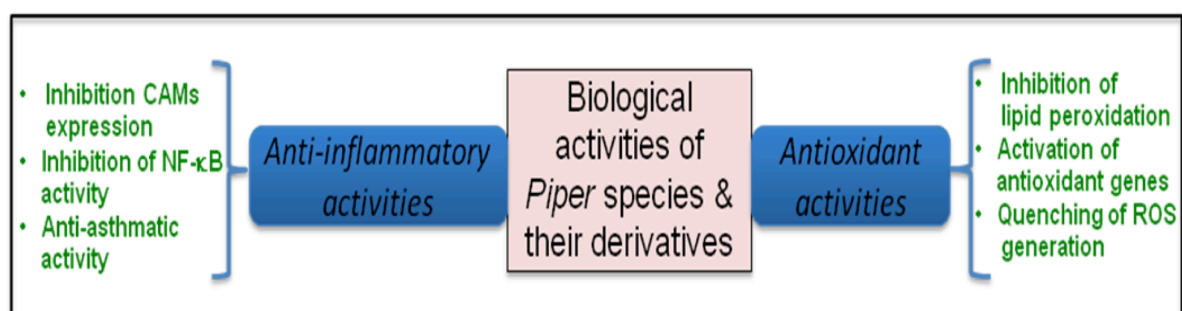 • Inhibition CAMs
expression
• Inhibition of NF-κB
activity
• Anti-asthmatic
activity
Anti-inflammatory
activities
Biological
activities of
Piper species &
their derivatives
Antioxidant
activities
• Inhibition of
lipid peroxidation
• Activation of
antioxidant genes
• Quenching of ROS
generation